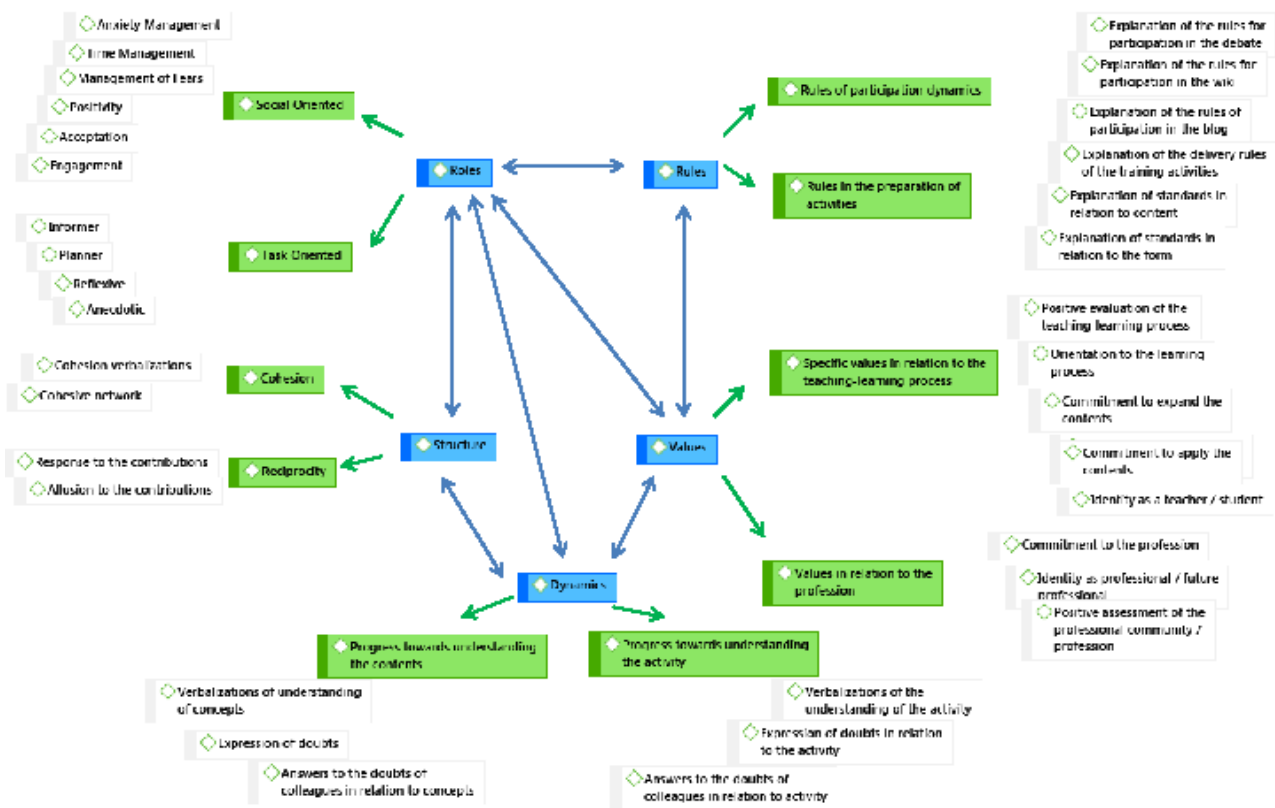 Anxiety Management
Time Management
Management of Fears
Positivity
Acceptation
Engagement
Social Oriented
Informer
Planner
Reflexive
Anecdotic
Task Oriented
Cohesion verbalizations
Cohesive network
Cohesion
Response to the contributions
Allusion to the contributions
Reciprocity
Roles
Rules
Structure
Values
Dynamics
Rules of participation dynamics
Rules in the preparation of
activities
Explanation of the rules for
participation in the debate
Explanation of the rules for
participation in the wiki
Explanation of the rules of
participation in the blog
Explanation of the delivery rules
of the training activities
Explanation of standards in
relation to content
Explanation of standards in
relation to the form
Specific values in relation to the
teaching-learning process
Positive evaluation of the
teaching learning process
Orientation to the learning
process
Commitment to expand the
contents
Commitment to apply the
contents
Identity as a teacher / student
Values in relation to the
profession
Commitment to the profession
Identity as professional / future
professional
Positive assessment of the
professional community /
profession
Progress towards understanding
the contents
Verbalizations of understanding
of concepts
Expression of doubts
Answers to the doubts of
colleagues in relation to concepts
Progress towards understanding
the activity
Verbalizations of the
understanding of the activity
Expression of doubts in relation
to the activity
Answers to the doubts of
colleagues in relation to activity